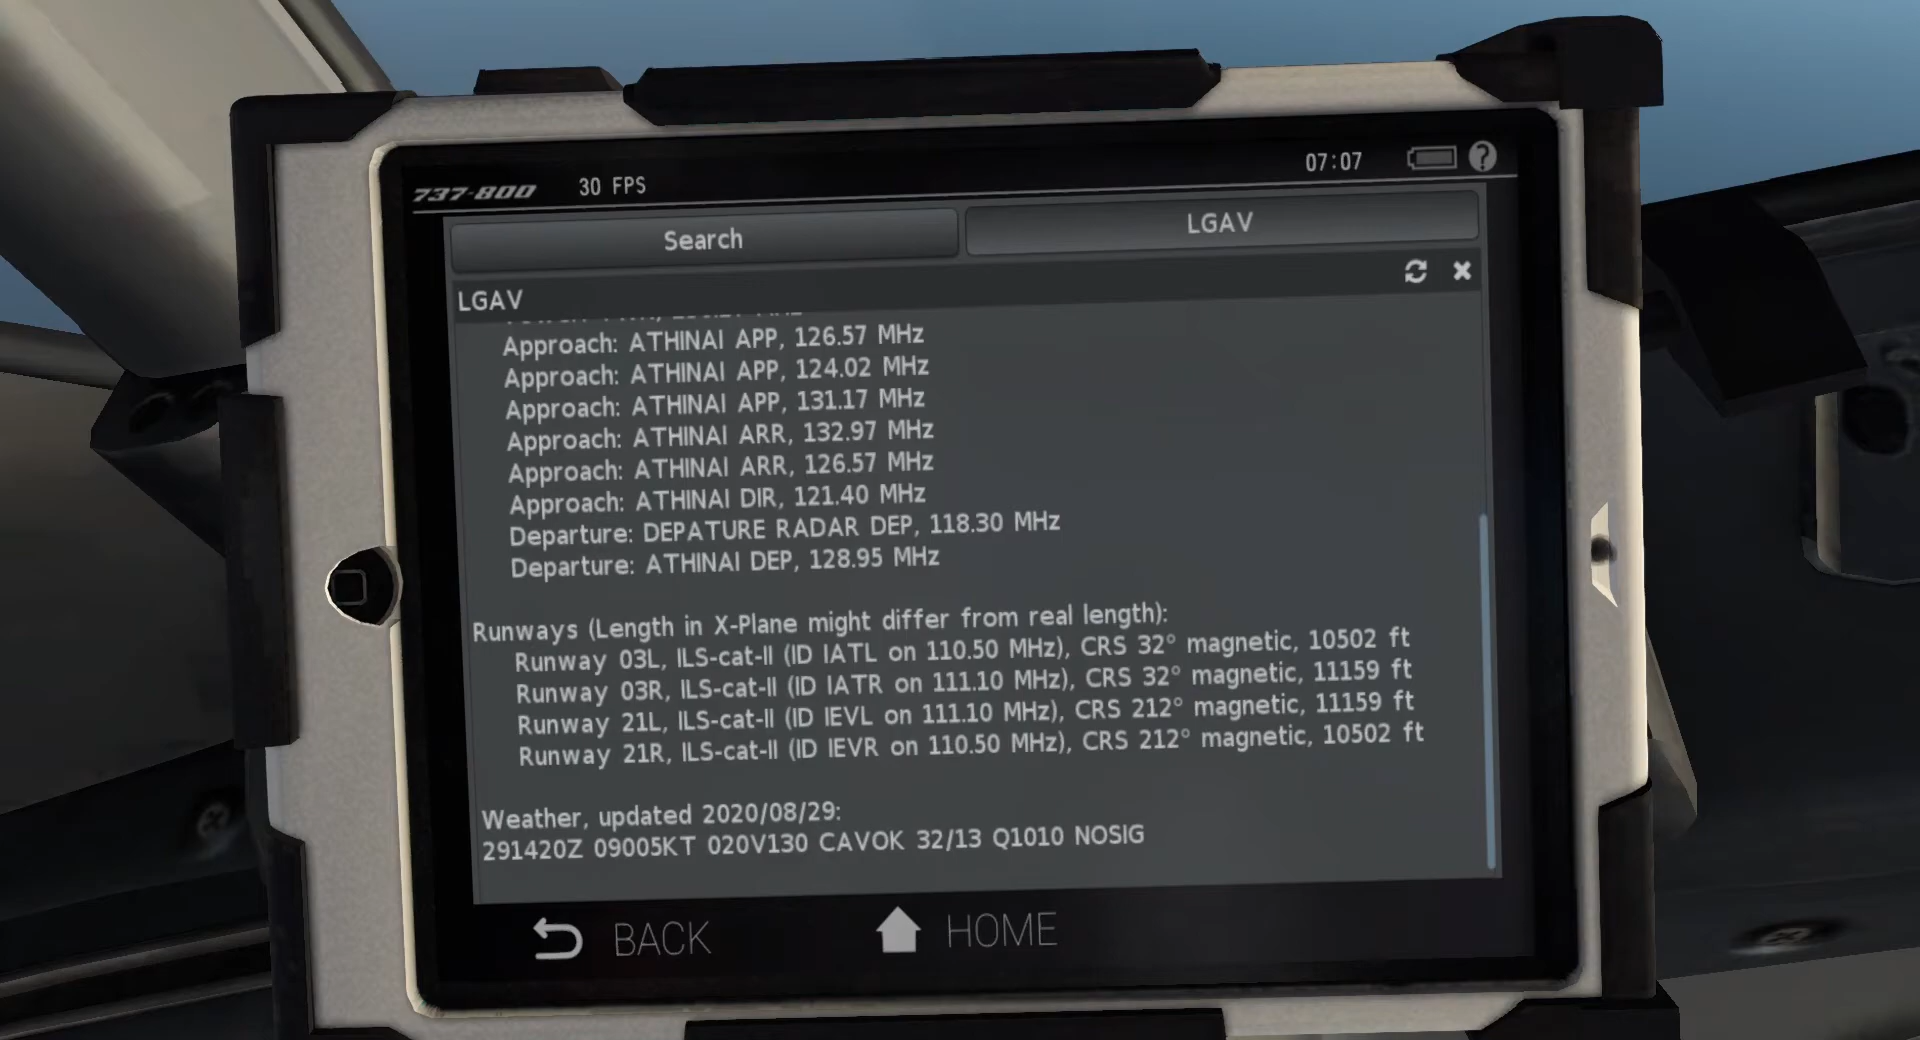 737-800 30 FPS 07:07
Search LGAV
LGAV
Approach: ATHINAI APP, 126.57 MHz
Approach: ATHINAI APP, 124.02 MHz
Approach: ATHINAI APP, 131.17 MHz
Approach: ATHINAI ARR, 132.97 MHz
Approach: ATHINAI ARR, 126.57 MHz
Approach: ATHINAI DIR, 121.40 MHz
Departure: DEPATURE RADAR DEP, 118.30 MHz
Departure: ATHINAI DEP, 128.95 MHz
Runways (Length in X-Plane might differ from real length):
Runway 03L, ILS-cat-II (ID IATL on 110.50 MHz), CRS 32° magnetic, 10502 ft
Runway 03R, ILS-cat-II (ID IATR on 111.10 MHz), CRS 32° magnetic, 11159 ft
Runway 21L, ILS-cat-II (ID IEVL on 111.10 MHz), CRS 212° magnetic, 11159 ft
Runway 21R, ILS-cat-II (ID IEVR on 110.50 MHz), CRS 212° magnetic, 10502 ft
Weather, updated 2020/08/29:
291420Z 09005KT 020V130 CAVOK 32/13 Q1010 NOSIG
BACK HOME